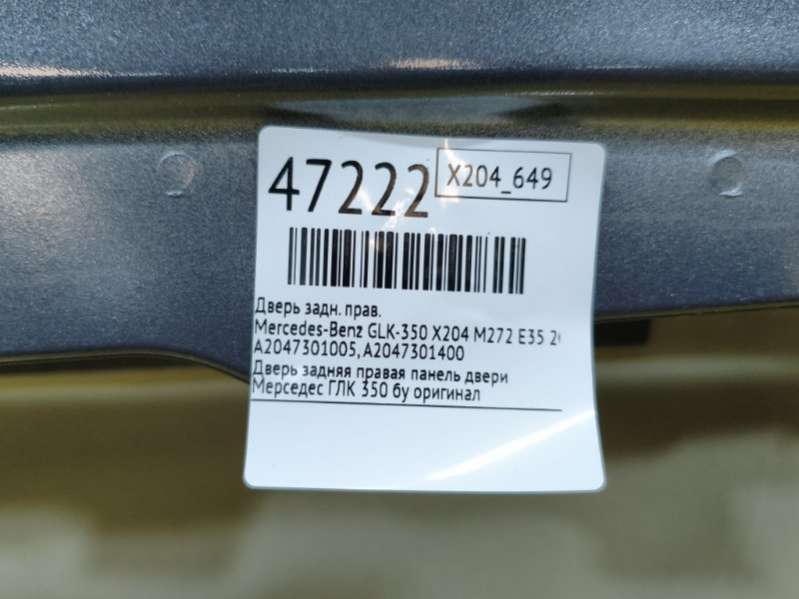 47222
X204_649
Дверь задн. прав.
Mercedes-Benz GLK-350 X204 M272 E35
A2047301005, A2047301400
Дверь задняя правая панель двери
Мерседес ГЛК 350 бу оригинал